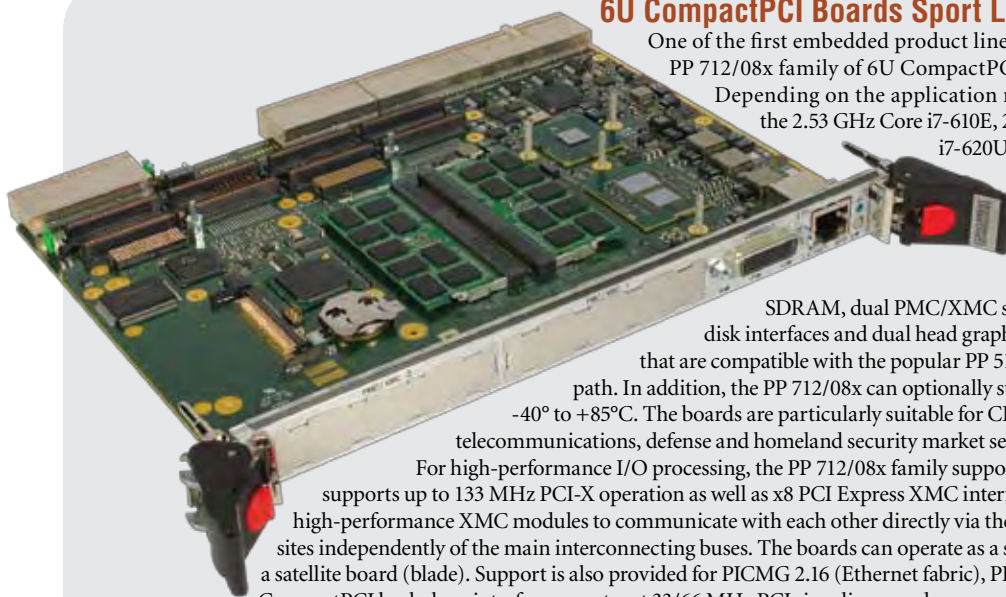 6U CompactPCI Boards Sport L
One of the first embedded product line
PP 712/08x family of 6U CompactPC
Depending on the application
the 2.53 GHz Core i7-610E, 2
i7-620U
SDRAM, dual PMC/XMC s
disk interfaces and dual head graph
that are compatible with the popular PP 5
path. In addition, the PP 712/08x can optionally s
-40° to +85°C. The boards are particularly suitable for
telecommunications, defense and homeland security market se
For high-performance I/O processing, the PP 712/08x family suppo
supports up to 133 MHz PCI-X operation as well as x8 PCI Express XMC inter
high-performance XMC modules to communicate with each other directly via the
sites independently of the main interconnecting buses. The boards can operate as a s
a satellite board (blade). Support is also provided for PICMG 2.16 (Ethernet fabric), PI